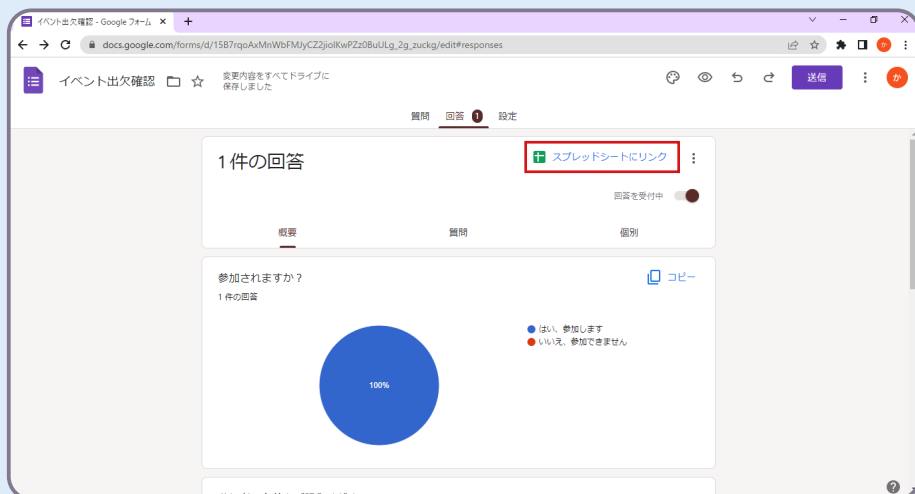 イベント出欠確認 - Google フォーム
docs.google.com/forms/d/15B7rqoAxMnWbFMJyCZ2jiolKwPZz0BuULg_2g_zuckg/edit#responses
か
イベント出欠確認
変更内容をすべてドライブに
保存しました
送信
か
質問 回答 1 設定
1 件の回答
スプレッドシートにリンク
回答を受付中
概要 質問 個別
参加されますか？
コピー
1 件の回答
はい、参加します
いいえ、参加できません
100%